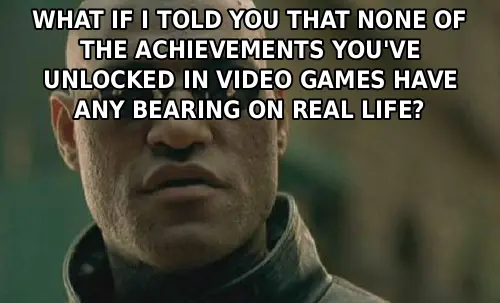 WHAT IF I TOLD YOU THAT NONE OF
THE ACHIEVEMENTS YOU'VE
UNLOCKED IN VIDEO GAMES HAVE
ANY BEARING ON REAL LIFE?